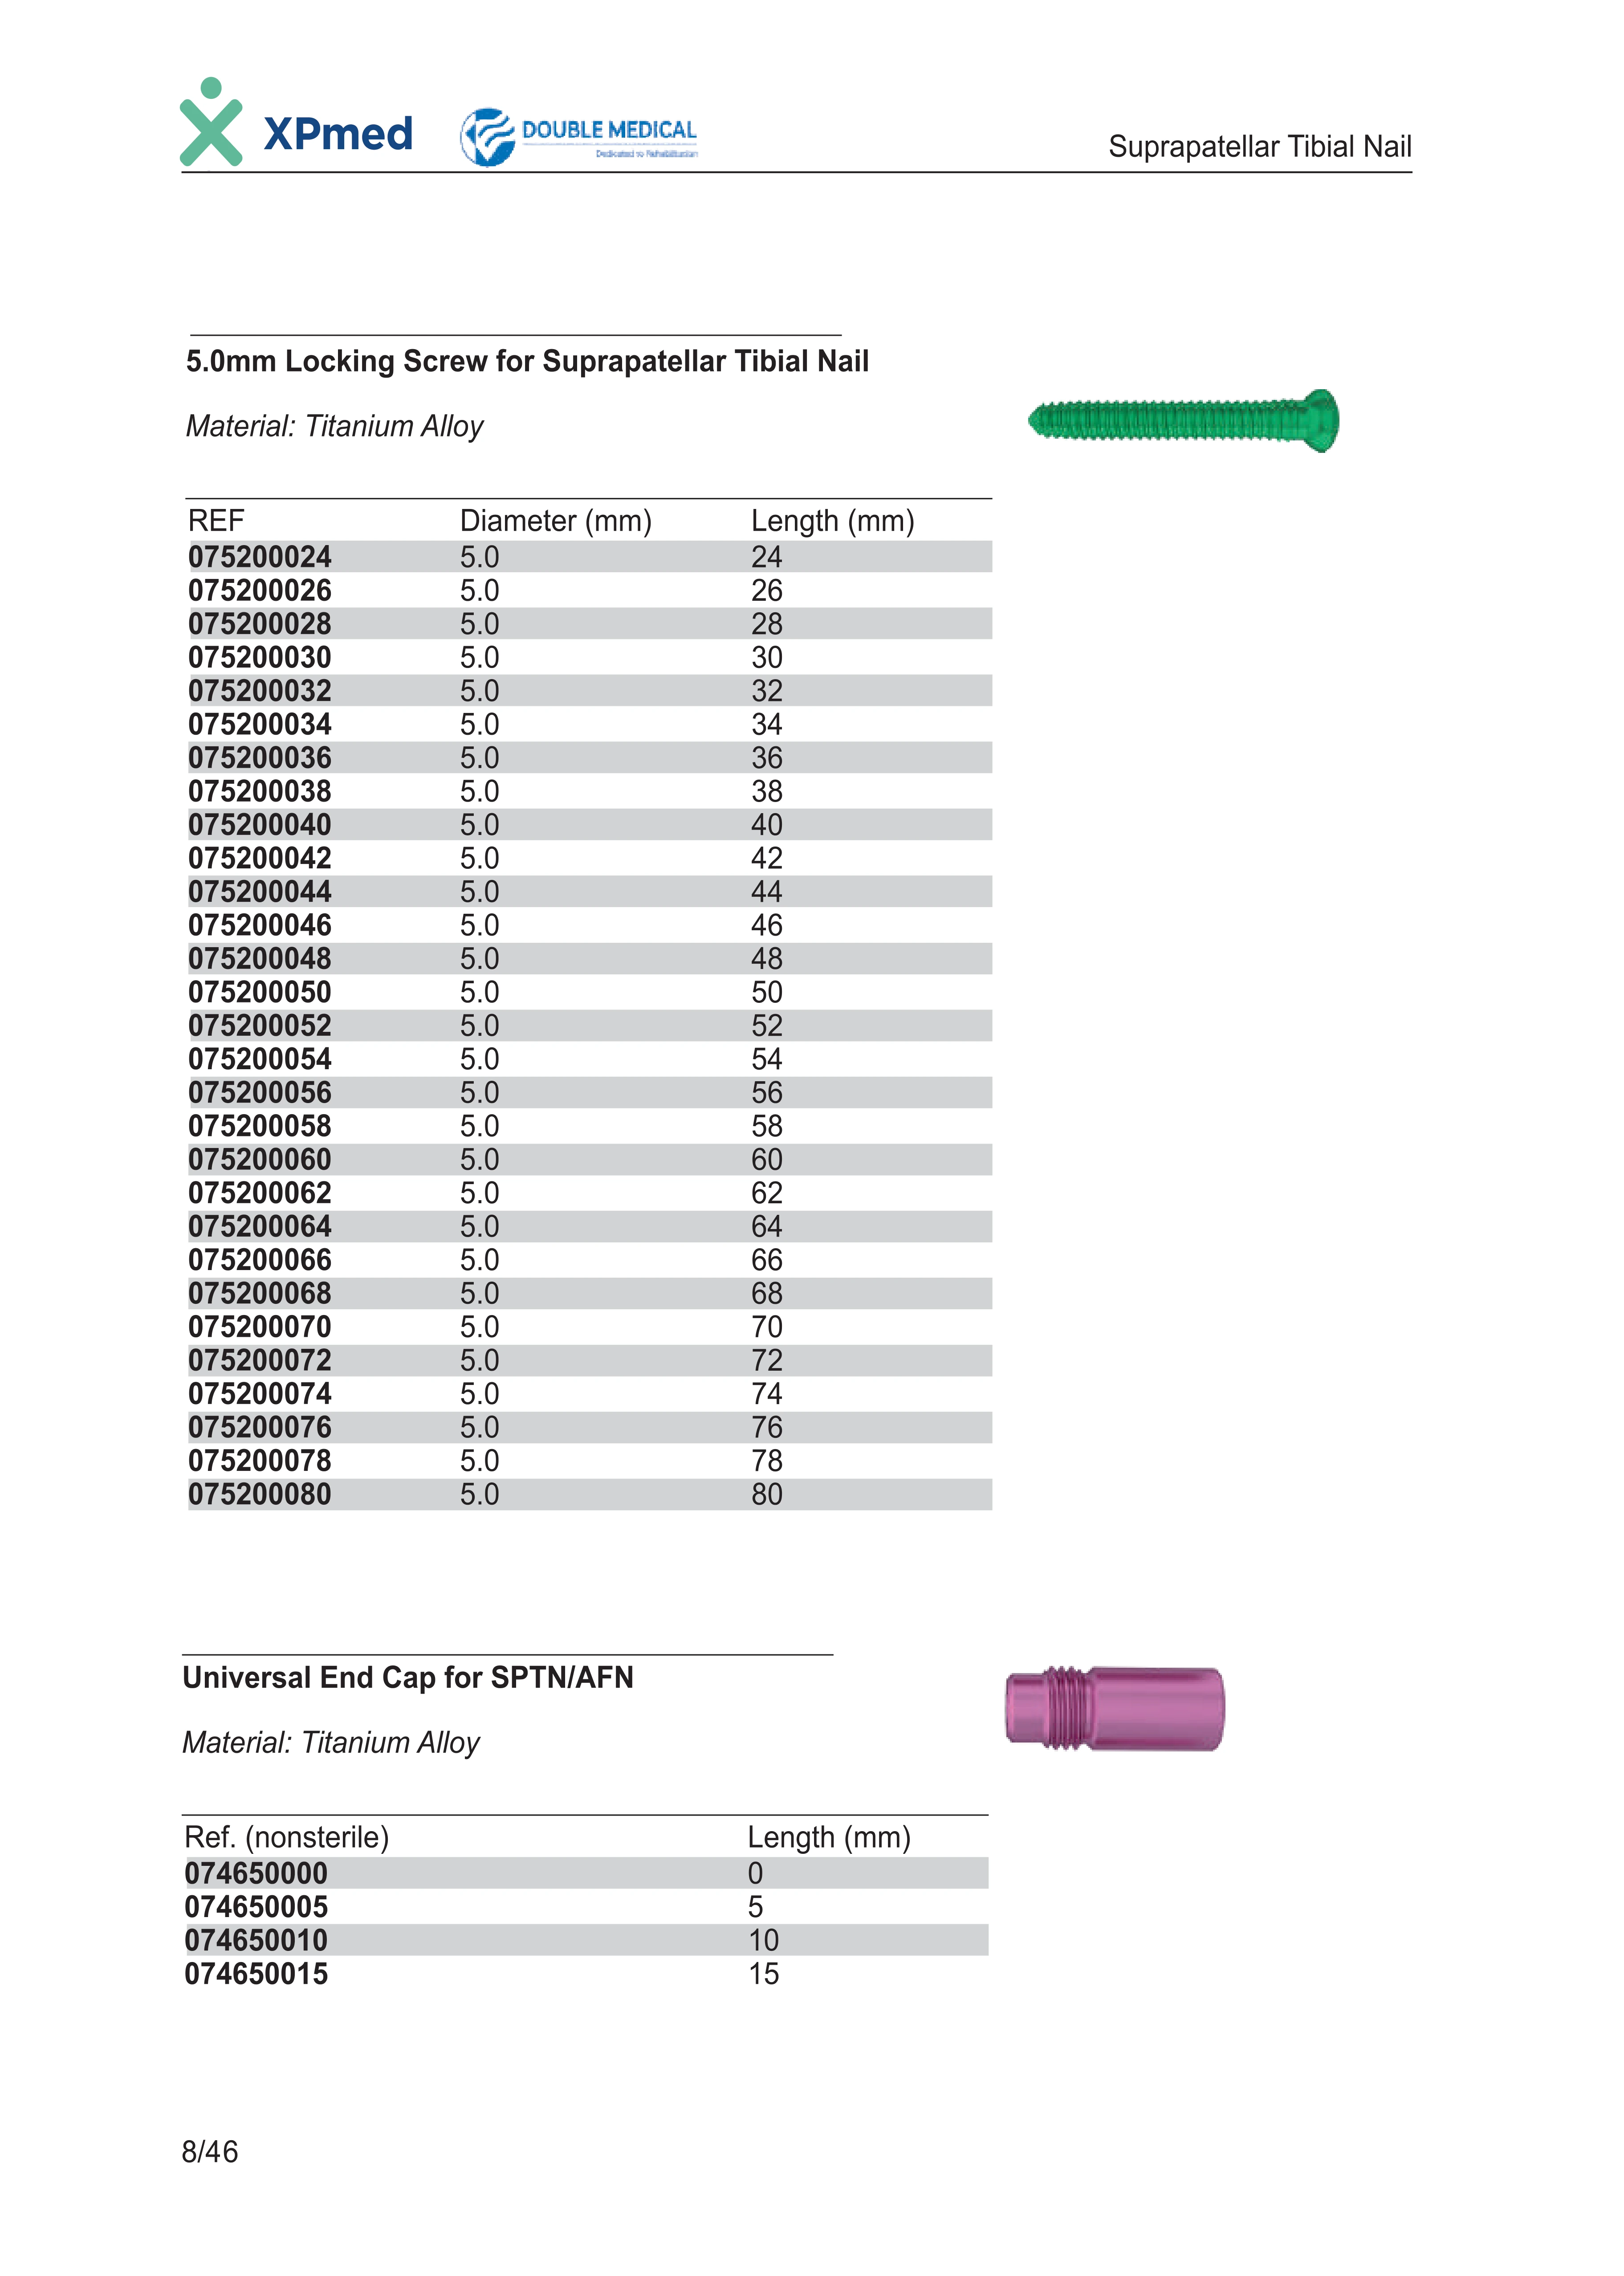 XPmed
DOUBLE MEDICAL
Dedicated to Rehabilitation
Suprapatellar Tibial Nail
5.0mm Locking Screw for Suprapatellar Tibial Nail
Material: Titanium Alloy
REF Diameter (mm) Length (mm)
075200024 5.0 24
075200026 5.0 26
075200028 5.0 28
075200030 5.0 30
075200032 5.0 32
075200034 5.0 34
075200036 5.0 36
075200038 5.0 38
075200040 5.0 40
075200042 5.0 42
075200044 5.0 44
075200046 5.0 46
075200048 5.0 48
075200050 5.0 50
075200052 5.0 52
075200054 5.0 54
075200056 5.0 56
075200058 5.0 58
075200060 5.0 60
075200062 5.0 62
075200064 5.0 64
075200066 5.0 66
075200068 5.0 68
075200070 5.0 70
075200072 5.0 72
075200074 5.0 74
075200076 5.0 76
075200078 5.0 78
075200080 5.0 80
Universal End Cap for SPTN/AFN
Material: Titanium Alloy
Ref. (nonsterile) Length (mm)
074650000 0
074650005 5
074650010 10
074650015 15
8/46